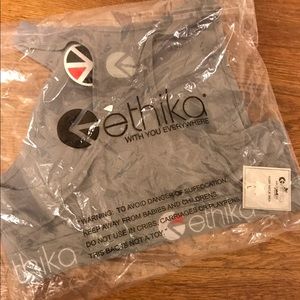 ethika®
WITH YOU EVERYWHERE
WARNING: TO AVOID DANGER OF SUFFOCATION,
KEEP AWAY FROM BABIES AND CHILDREN.
DO NOT USE IN CRIBS, CARRIAGES OR PLAYPENS.
THIS BAG IS NOT A TOY.
thika
ethika